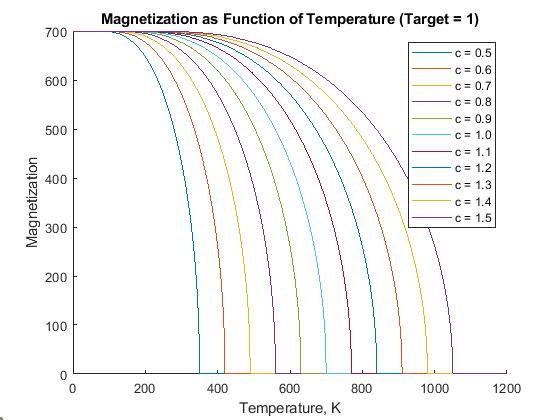 Magnetization as Function of Temperature (Target = 1)
700
600
500
400
300
200
100
0
Magnetization
c = 0.5
c = 0.6
c = 0.7
c = 0.8
c = 0.9
c = 1.0
c = 1.1
c = 1.2
c = 1.3
c = 1.4
c = 1.5
0 200 400 600 800 1000 1200
Temperature, K